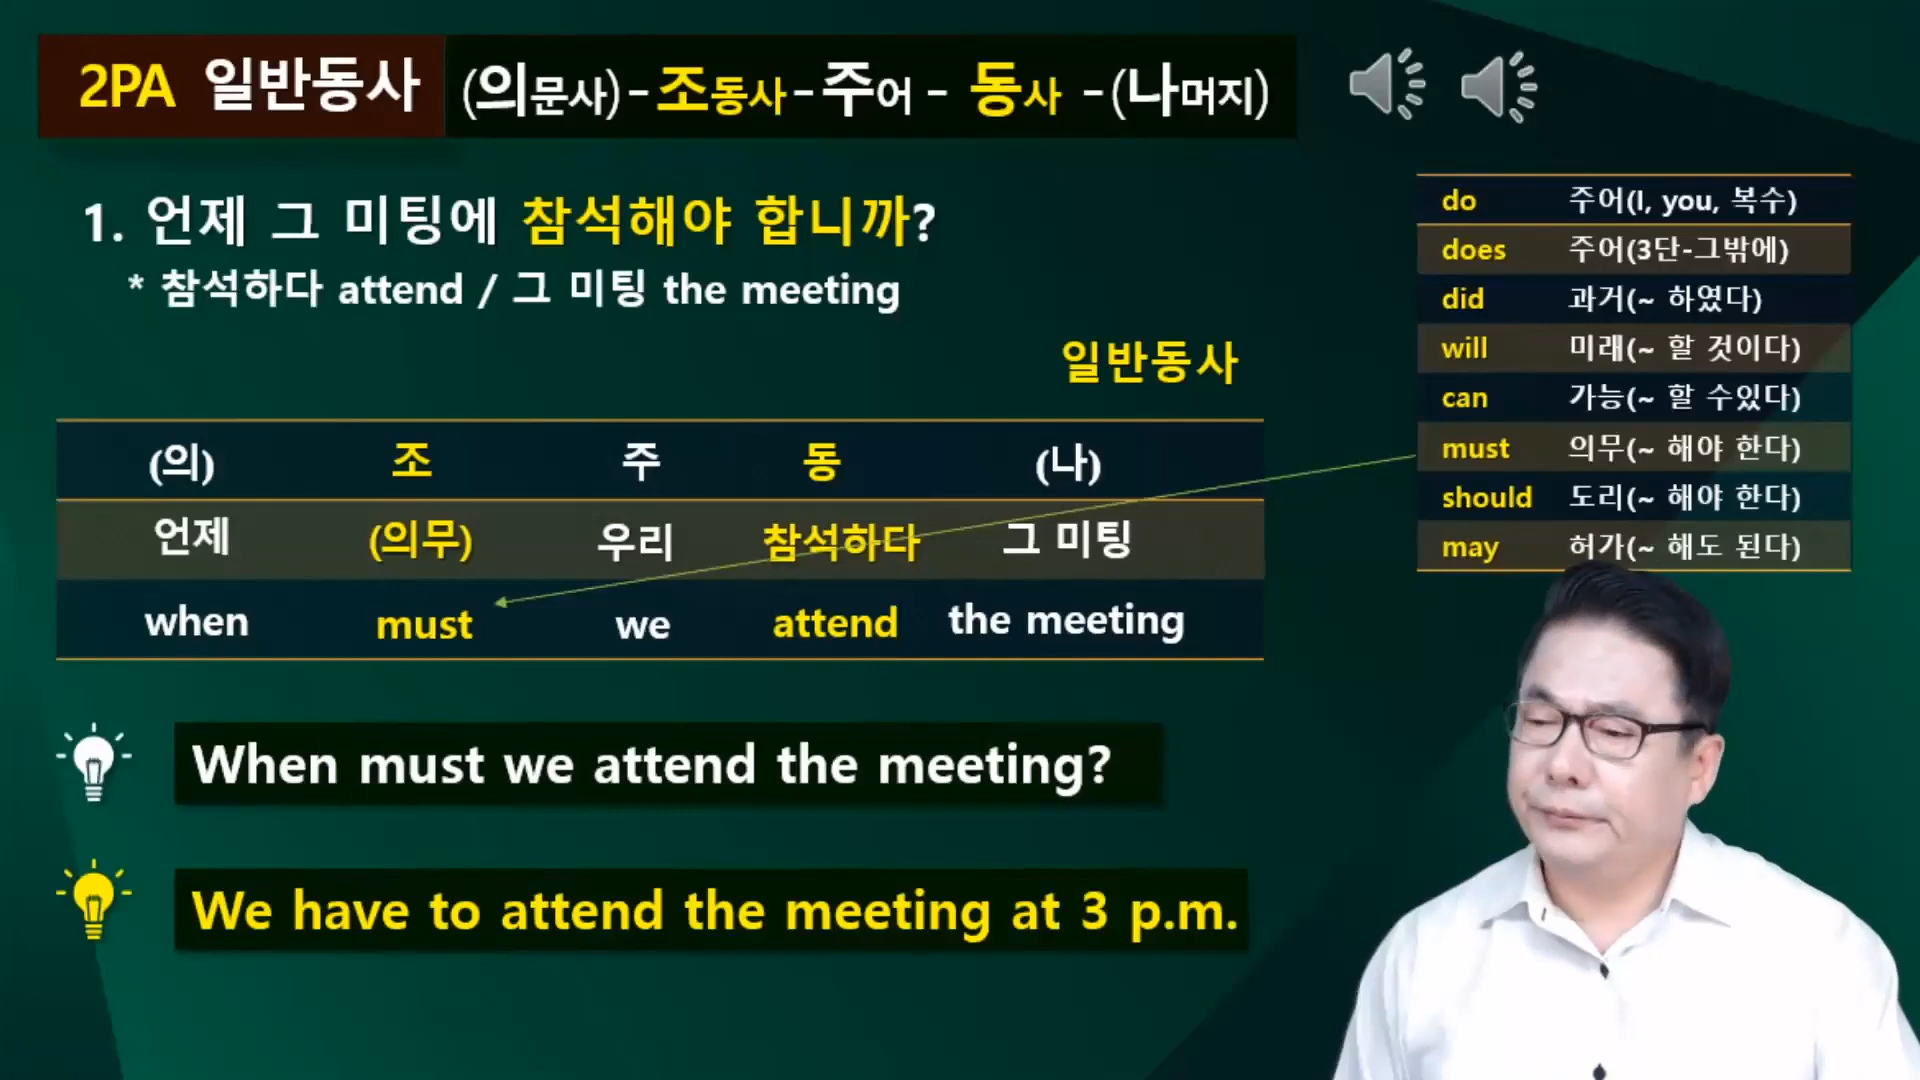 2PA 일반동사 (의문사)-조동사-주어 - 동사 -(나머지)
1. 언제 그 미팅에 참석해야 합니까?
* 참석하다 attend / 그 미팅 the meeting
일반동사
(의) 조 주 동 (나)
언제 (의무) 우리 참석하다 그 미팅
when must we attend the meeting
When must we attend the meeting?
We have to attend the meeting at 3 p.m.
do 주어(I, you, 복수)
does 주어(3단-그밖에)
did 과거(~ 하였다)
will 미래(~ 할 것이다)
can 가능(~ 할 수있다)
must 의무(~ 해야 한다)
should 도리(~ 해야 한다)
may 허가(~ 해도 된다)